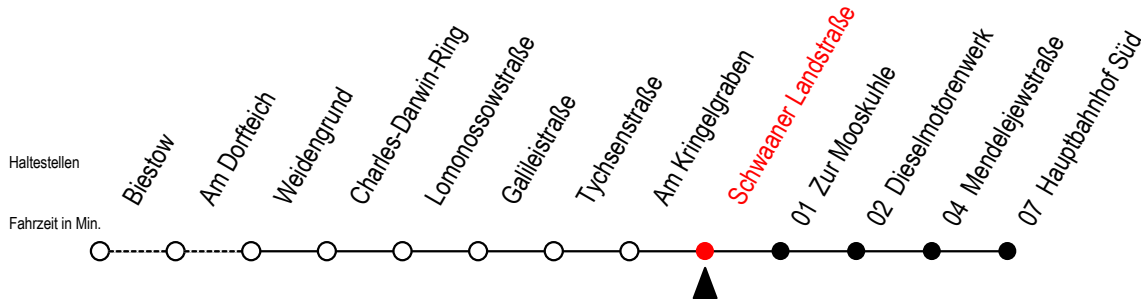 Haltestellen
Fahrzeit in Min.
Biestow
Am Dorfteich
Weidengrund
Charles-Darwin-Ring
Lomonossowstraße
Galileistraße
Tychsenstraße
Am Kringelgraben
Schwaaner Landstraße
01 Zur Mooskuhle
02 Dieselmotorenwerk
04 Mendelejewstraße
07 Hauptbahnhof Süd